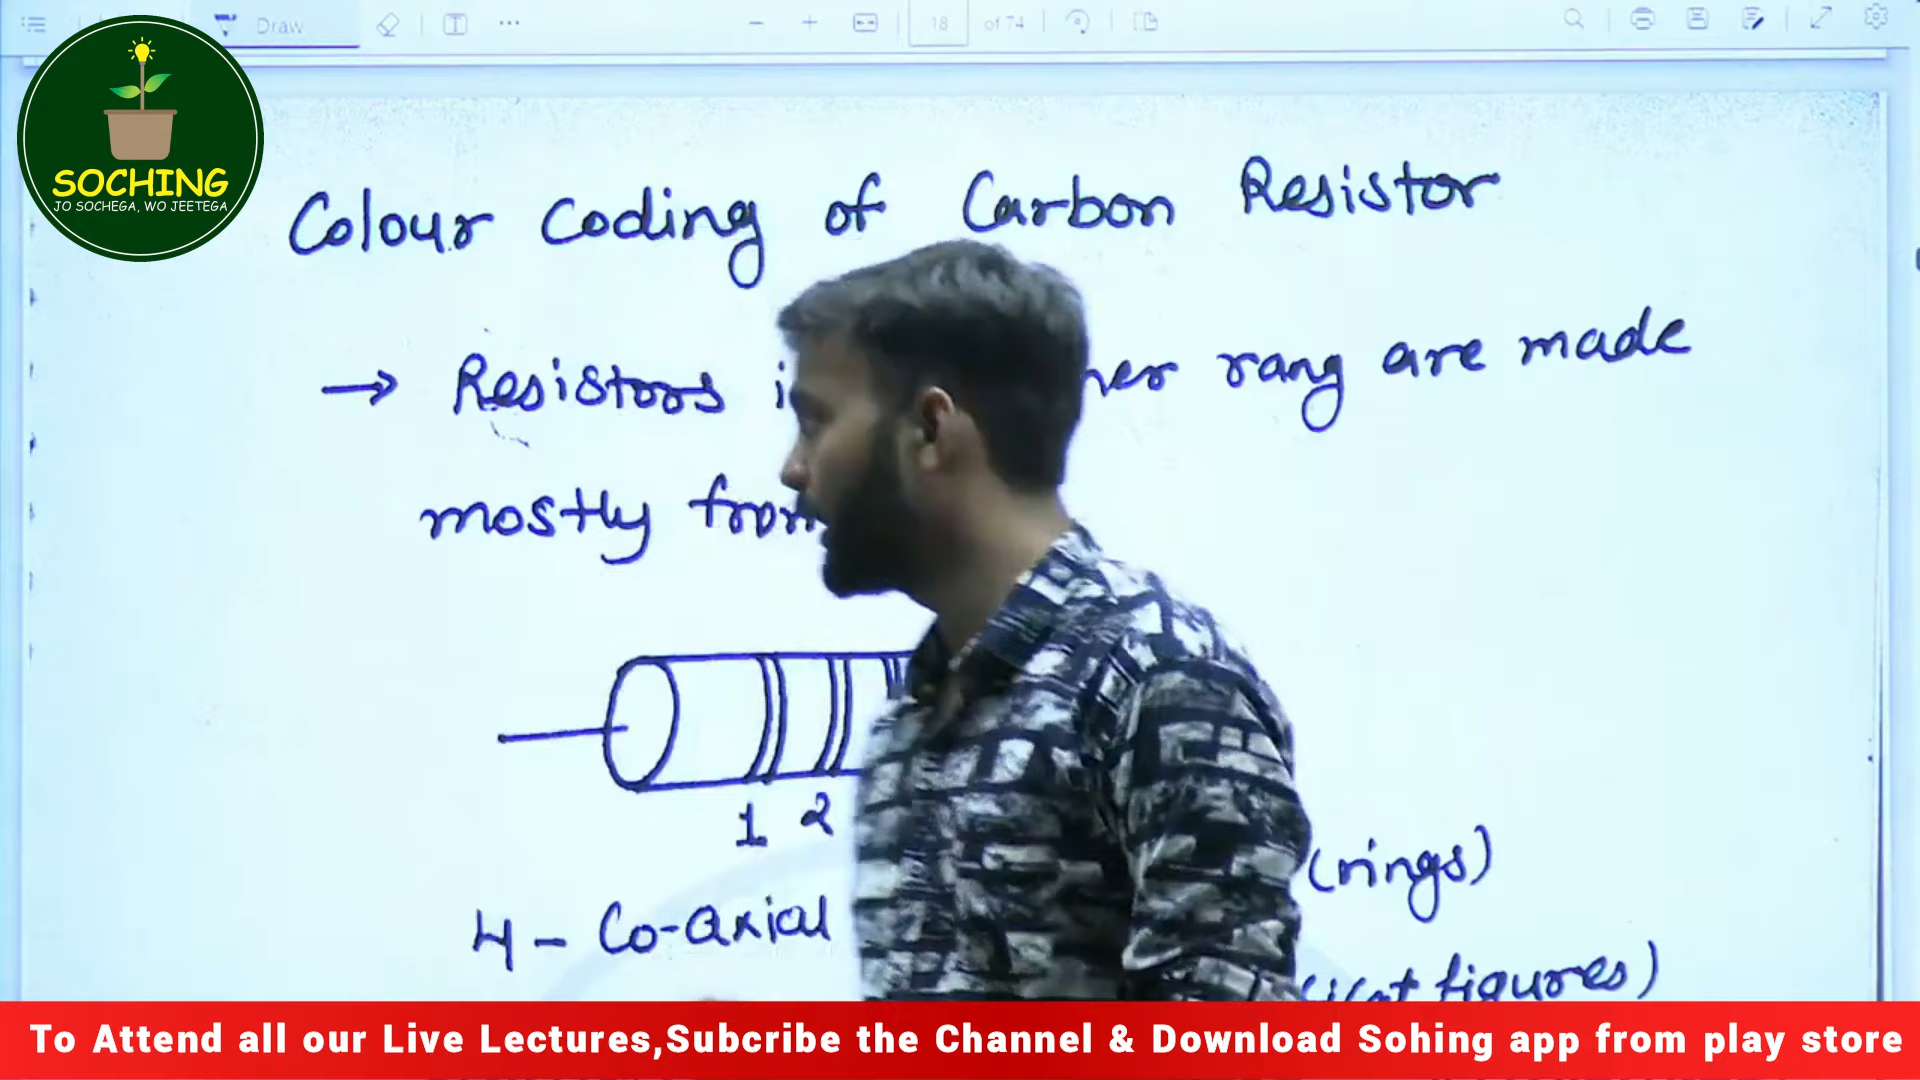 Draw
18 of 74
SOCHING
JO SOCHEGA, WO JEETEGA
Colour Coding of Carbon Resistor
→ Resistors rang are made
mostly from
1 2
(rings)
4 - Co-axial
figures)
To Attend all our Live Lectures,Subcribe the Channel & Download Sohing app from play store